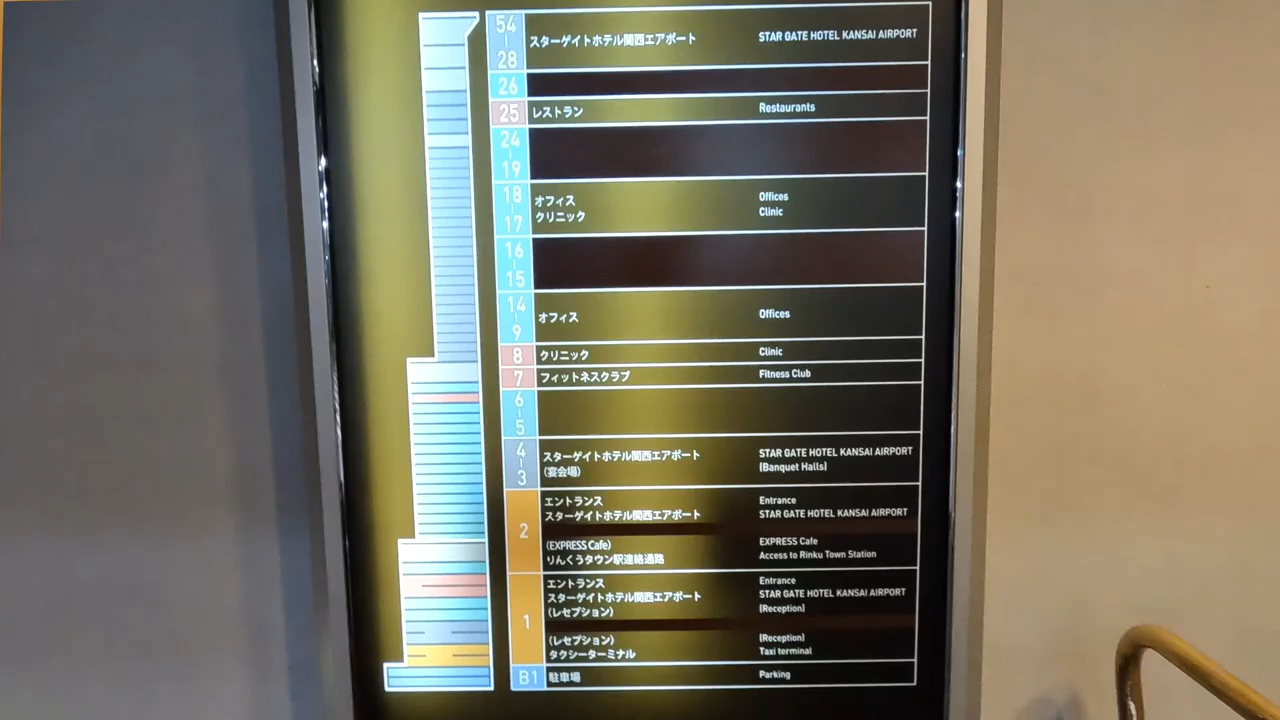 54
28
スターゲイトホテル関西エアポート STAR GATE HOTEL KANSAI AIRPORT
26
25 レストラン Restaurants
24
19
18
17
オフィス Offices
クリニック Clinic
16
15
14
9
オフィス Offices
8 クリニック Clinic
7 フィットネスクラブ Fitness Club
6
5
4
3
スターゲイトホテル関西エアポート STAR GATE HOTEL KANSAI AIRPORT
(宴会場) (Banquet Halls)
2
エントランス Entrance
スターゲイトホテル関西エアポート STAR GATE HOTEL KANSAI AIRPORT
(EXPRESS Cafe) EXPRESS Cafe
りんくうタウン駅連絡通路 Access to Rinku Town Station
1
エントランス Entrance
スターゲイトホテル関西エアポート STAR GATE HOTEL KANSAI AIRPORT
(レセプション) (Reception)
(レセプション) (Reception)
タクシーターミナル Taxi terminal
B1 駐車場 Parking